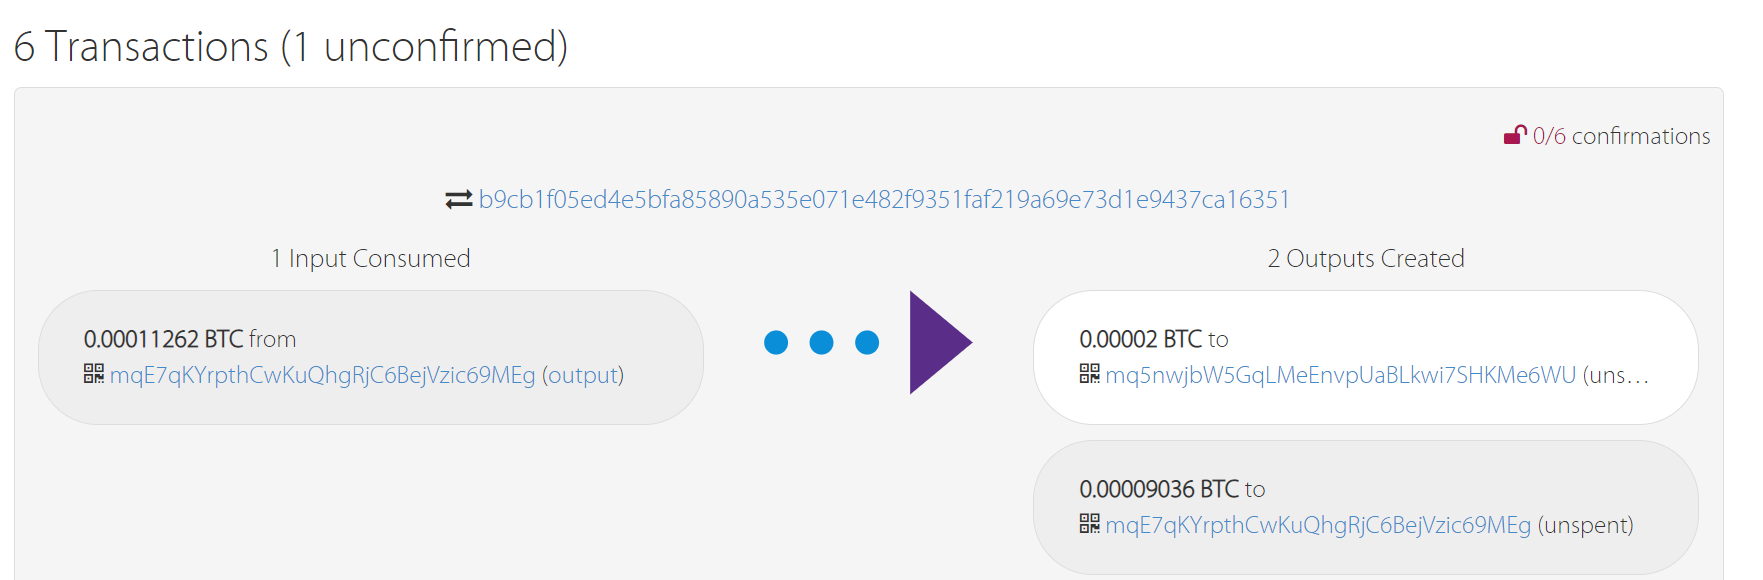 6 Transactions (1 unconfirmed)
0/6 confirmations
b9cb1f05ed4e5bfa85890a535e071e482f9351faf219a69e73d1e9437ca16351
1 Input Consumed
2 Outputs Created
0.00011262 BTC from
mqE7qKYrpthCwKuQhgRjC6BejVzic69MEg (output)
0.00002 BTC to
mq5nwjbW5GqLMeEnvpUaBLkwi7SHKMe6WU (uns…
0.00009036 BTC to
mqE7qKYrpthCwKuQhgRjC6BejVzic69MEg (unspent)